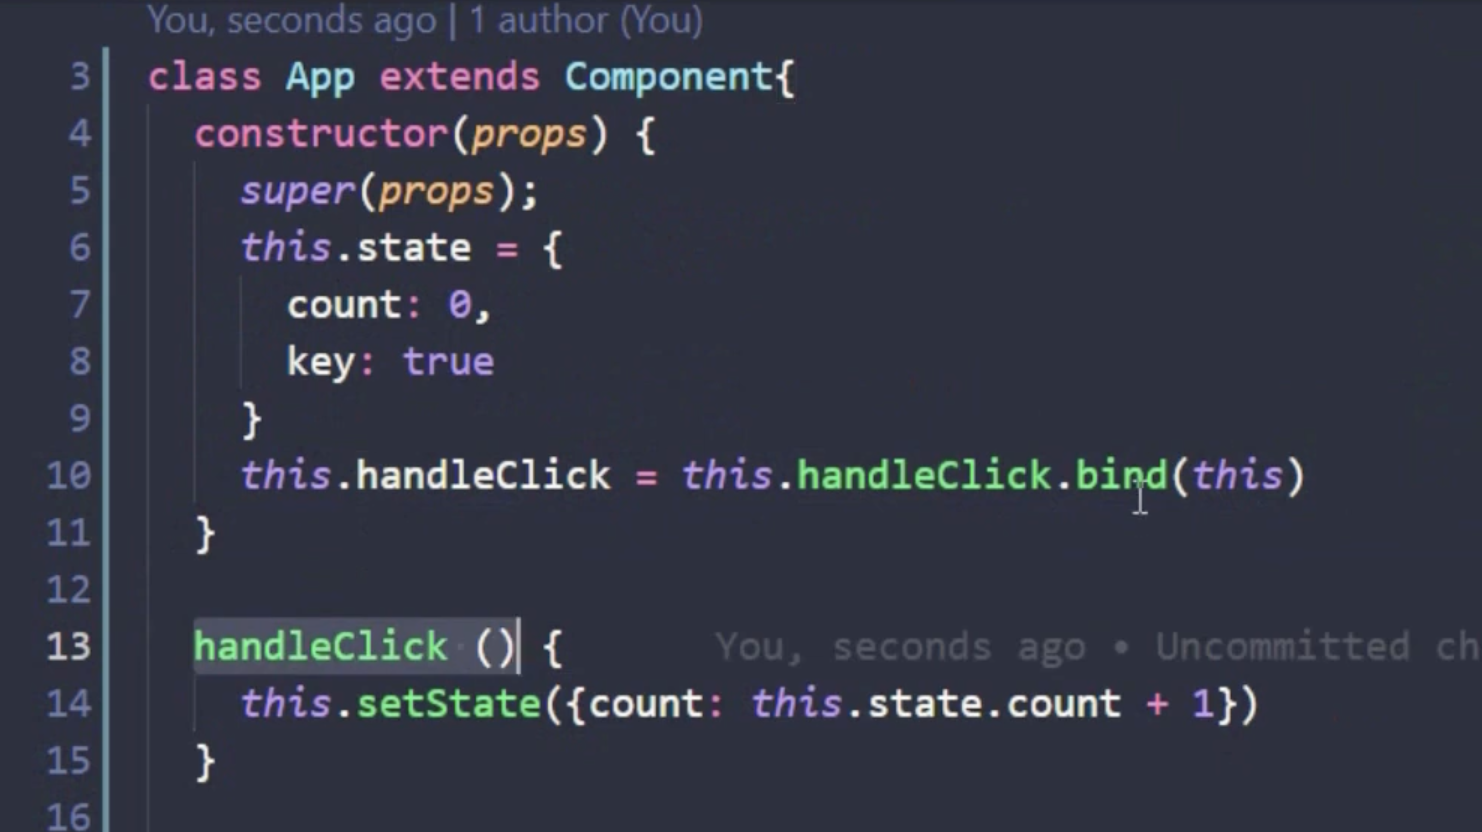 You, seconds ago | 1 author (You)
3 class App extends Component{
4 constructor(props) {
5 super(props);
6 this.state = {
7 count: 0,
8 key: true
9 }
10 this.handleClick = this.handleClick.bind(this)
11 }
12
13 handleClick () { You, seconds ago • Uncommitted ch
14 this.setState({count: this.state.count + 1})
15 }
16